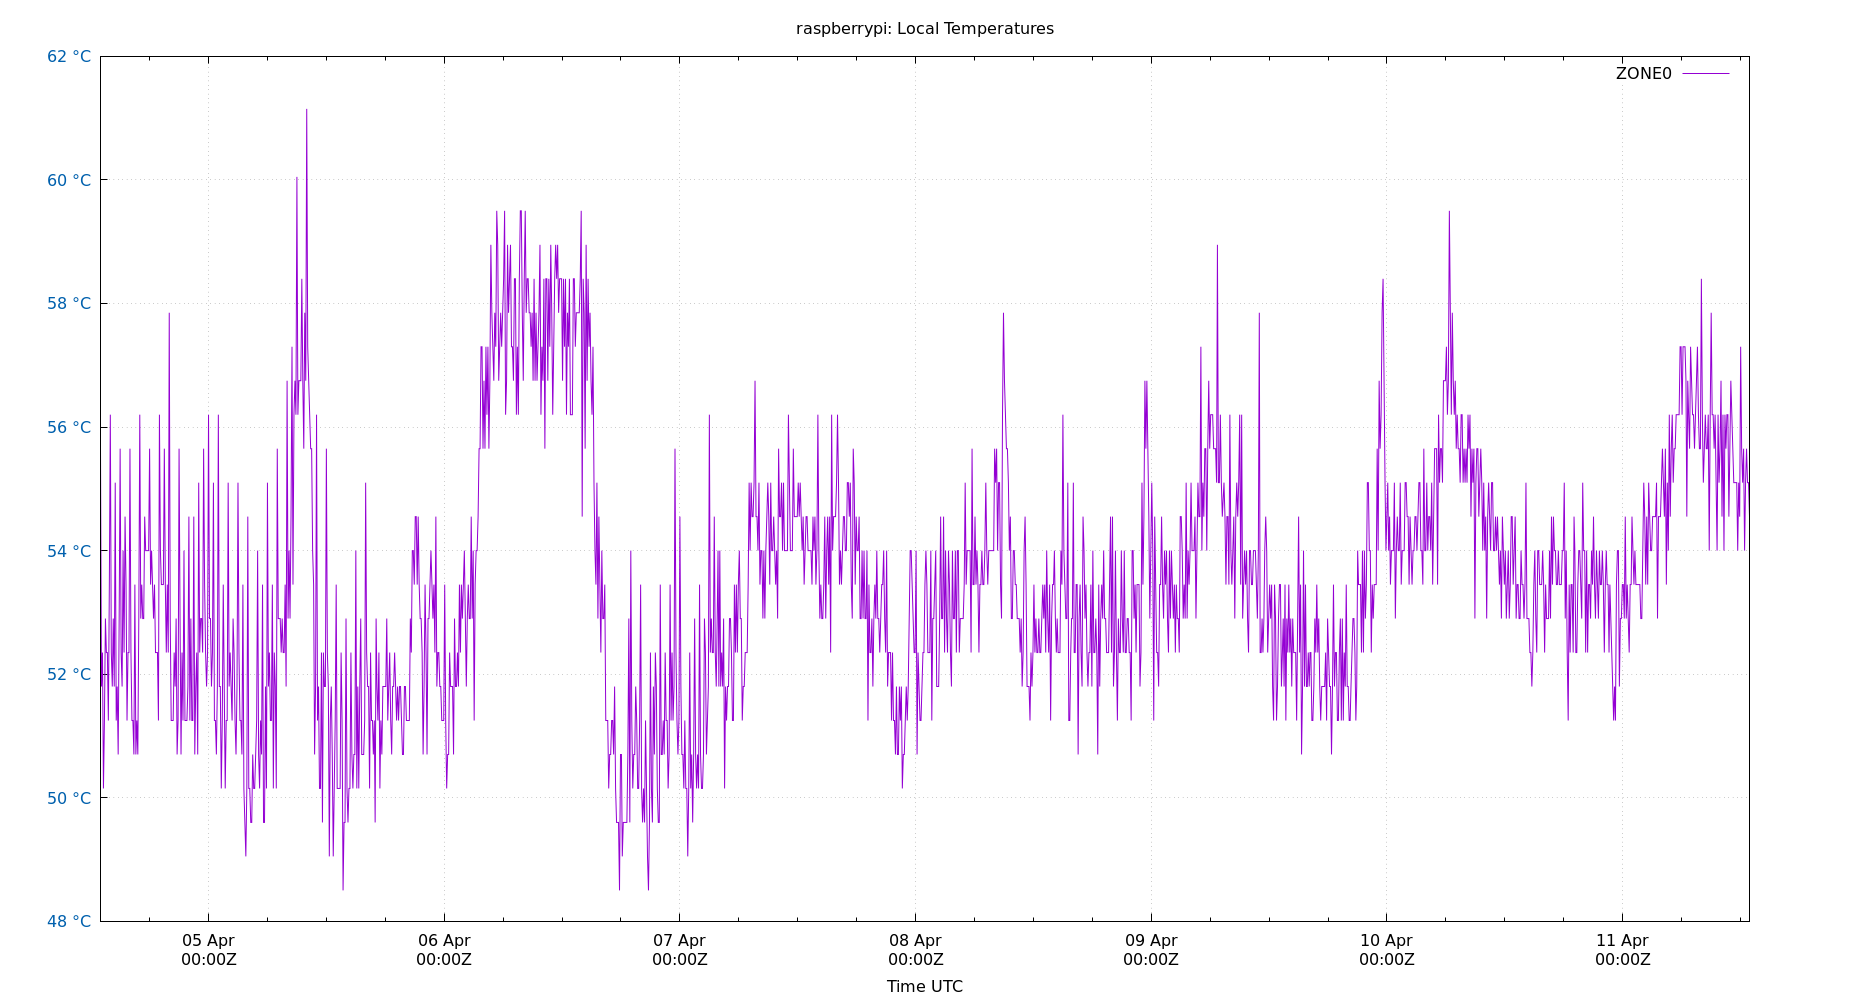 raspberrypi: Local Temperatures
62 °C
ZONE0
60 °C
58 °C
56 °C
54 °C
52 °C
50 °C
48 °C
05 Apr 06 Apr 07 Apr 08 Apr 09 Apr 10 Apr 11 Apr
00:00Z 00:00Z 00:00Z 00:00Z 00:00Z 00:00Z 00:00Z
Time UTC